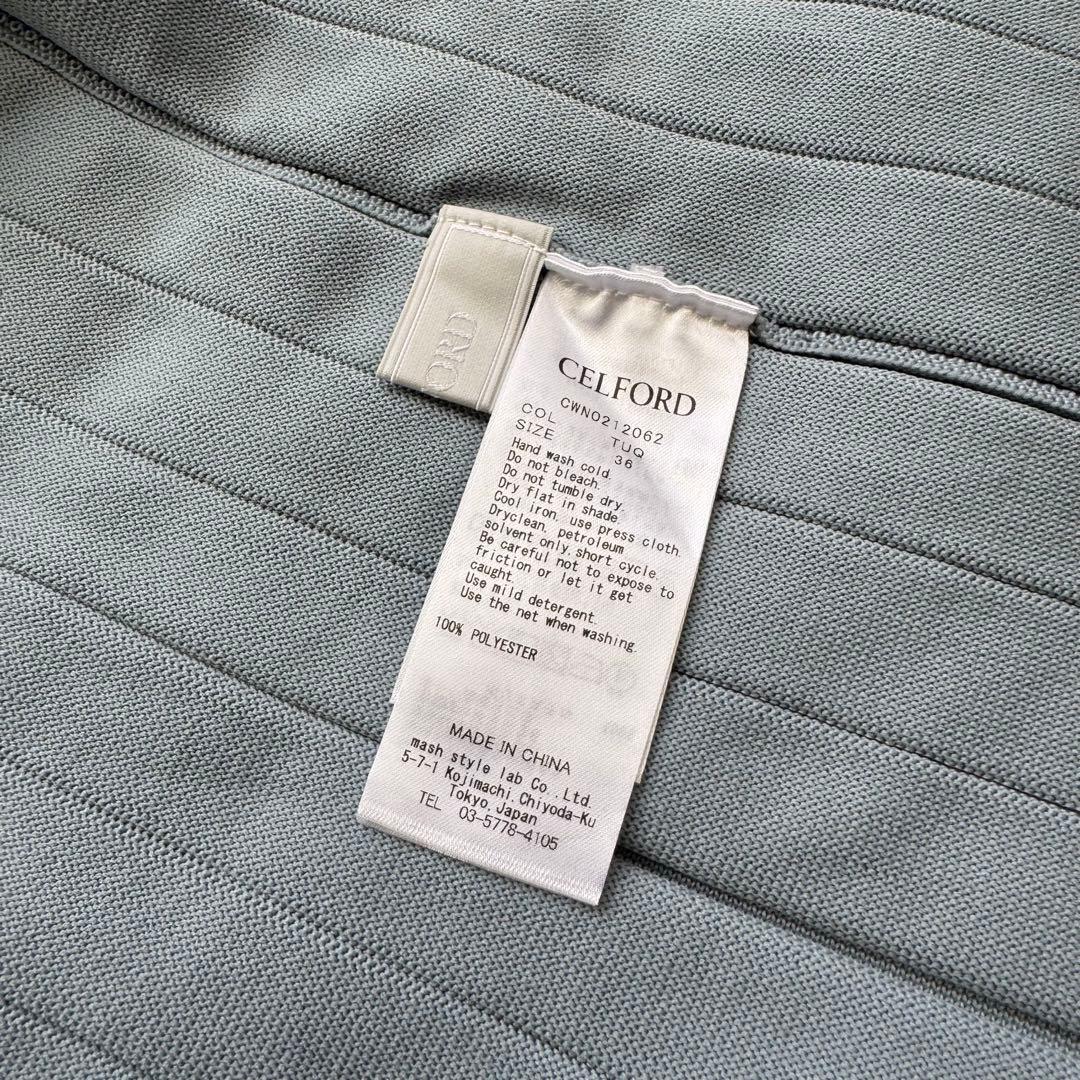 ORD
CELFORD
CWNO212062
COL TUQ
SIZE 36
Hand wash cold.
Do not bleach.
Do not tumble dry.
Dry flat in shade.
Cool iron, use press cloth.
Dryclean, petroleum
solvent only, short cycle.
Be careful not to expose to
friction or let it get
caught.
Use mild detergent.
Use the net when washing.
100% POLYESTER
MADE IN CHINA
mash style lab Co.,Ltd.
5-7-1 Kojimachi,Chiyoda-Ku
Tokyo,Japan
TEL 03-5778-4105